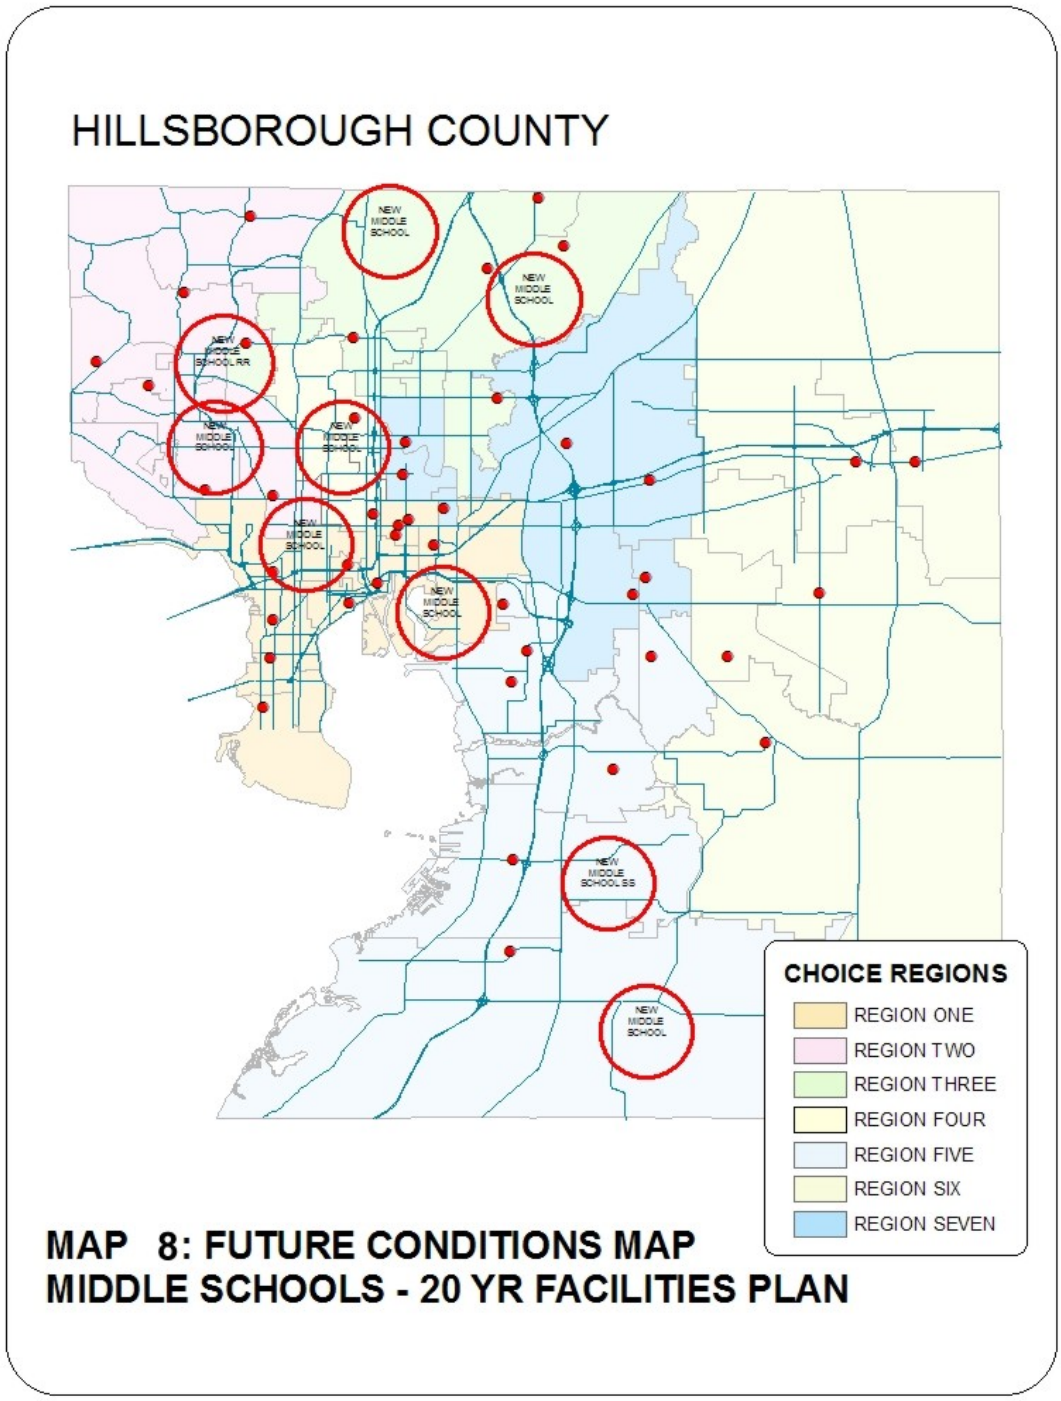 HILLSBOROUGH COUNTY
NEW
MIDDLE
SCHOOL
NEW
MIDDLE
SCHOOL
NEW
MIDDLE
SCHOOL RR
NEW
MIDDLE
SCHOOL
NEW
MIDDLE
SCHOOL
NEW
MIDDLE
SCHOOL
NEW
MIDDLE
SCHOOL
NEW
MIDDLE
SCHOOL SS
NEW
MIDDLE
SCHOOL
CHOICE REGIONS
REGION ONE
REGION TWO
REGION THREE
REGION FOUR
REGION FIVE
REGION SIX
REGION SEVEN
MAP 8: FUTURE CONDITIONS MAP
MIDDLE SCHOOLS - 20 YR FACILITIES PLAN